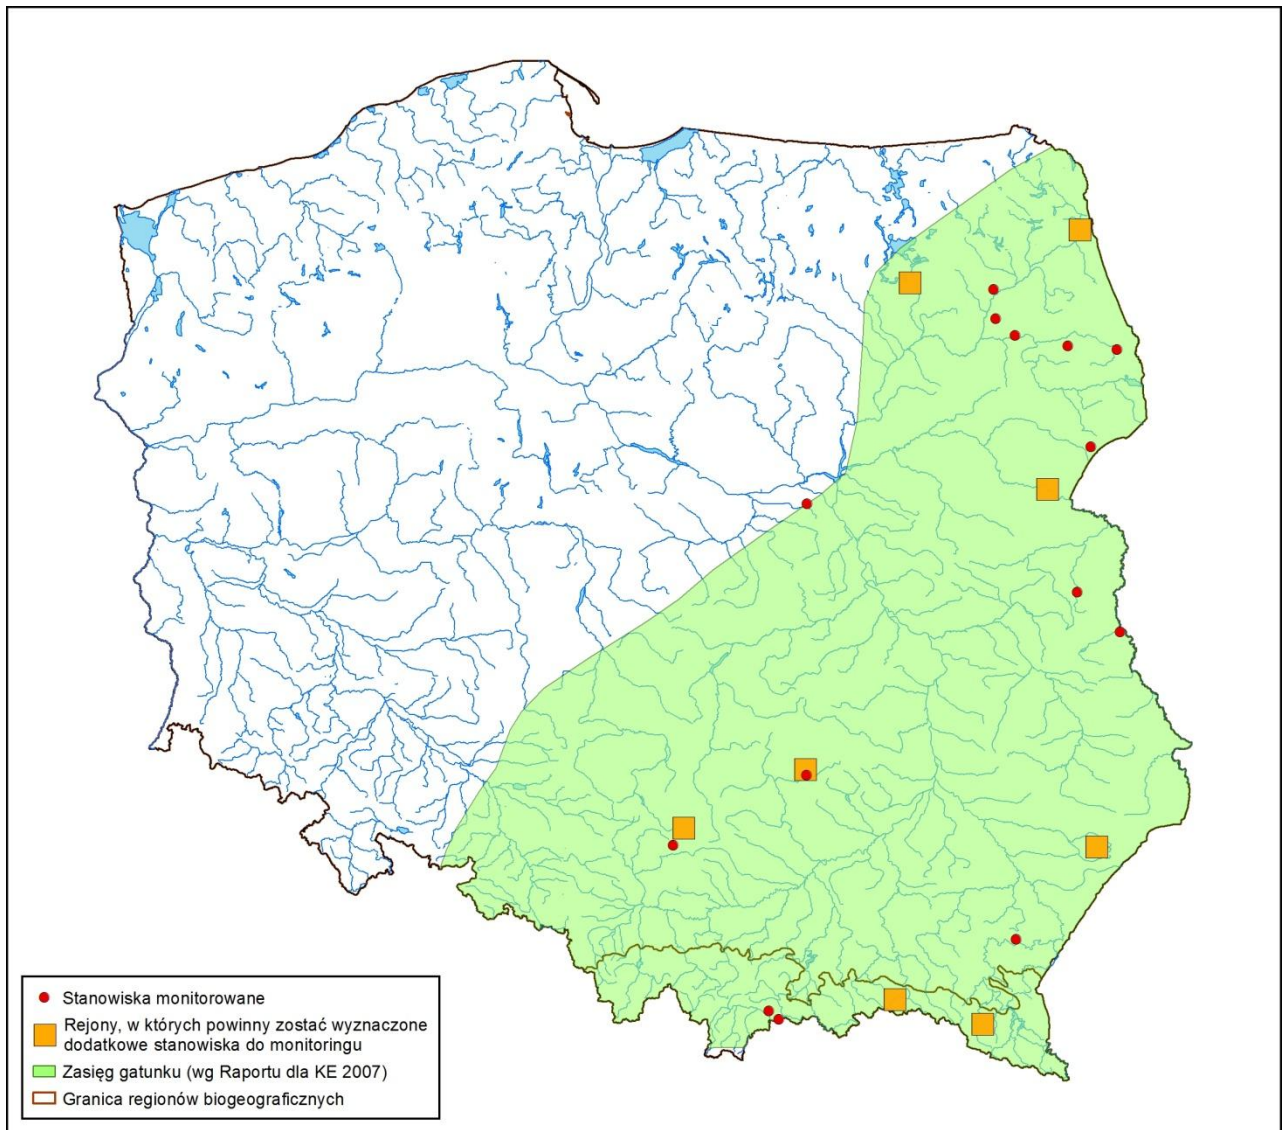 Stanowiska monitorowane
Rejony, w których powinny zostać wyznaczone
dodatkowe stanowiska do monitoringu
Zasięg gatunku (wg Raportu dla KE 2007)
Granica regionów biogeograficznych